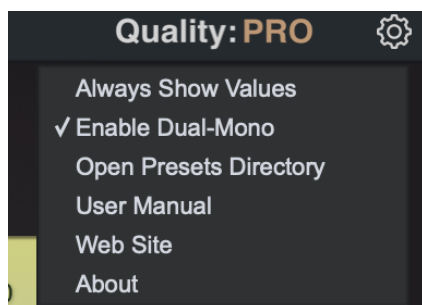 Quality: PRO
Always Show Values
✓ Enable Dual-Mono
Open Presets Directory
User Manual
Web Site
About